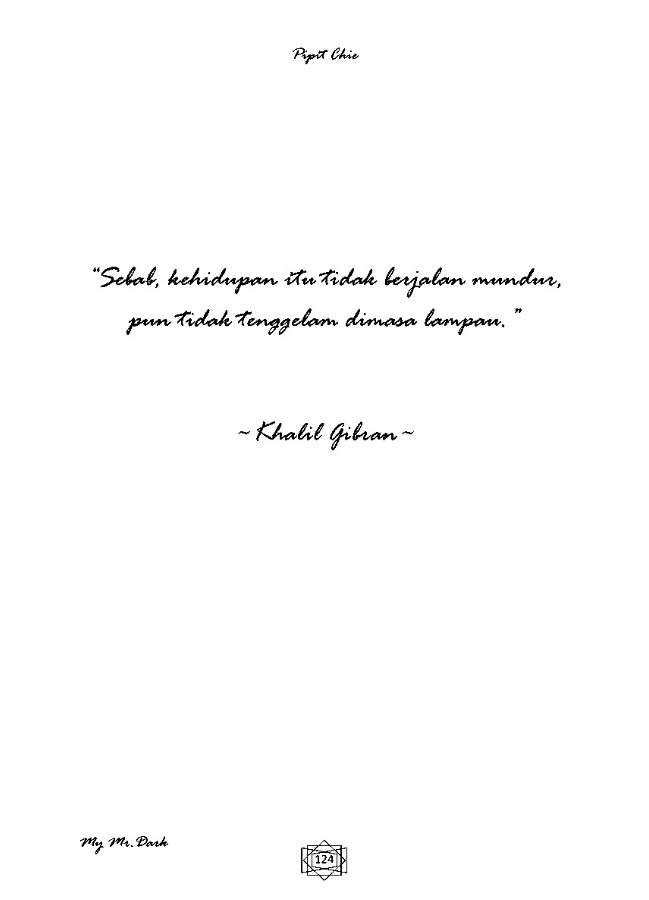 Pipit Chie
“Sebab, kehidupan itu tidak berjalan mundur,
pun tidak tenggelam dimasa lampau. ”
~ Khalil Gibran ~
My Mr. Dark
124